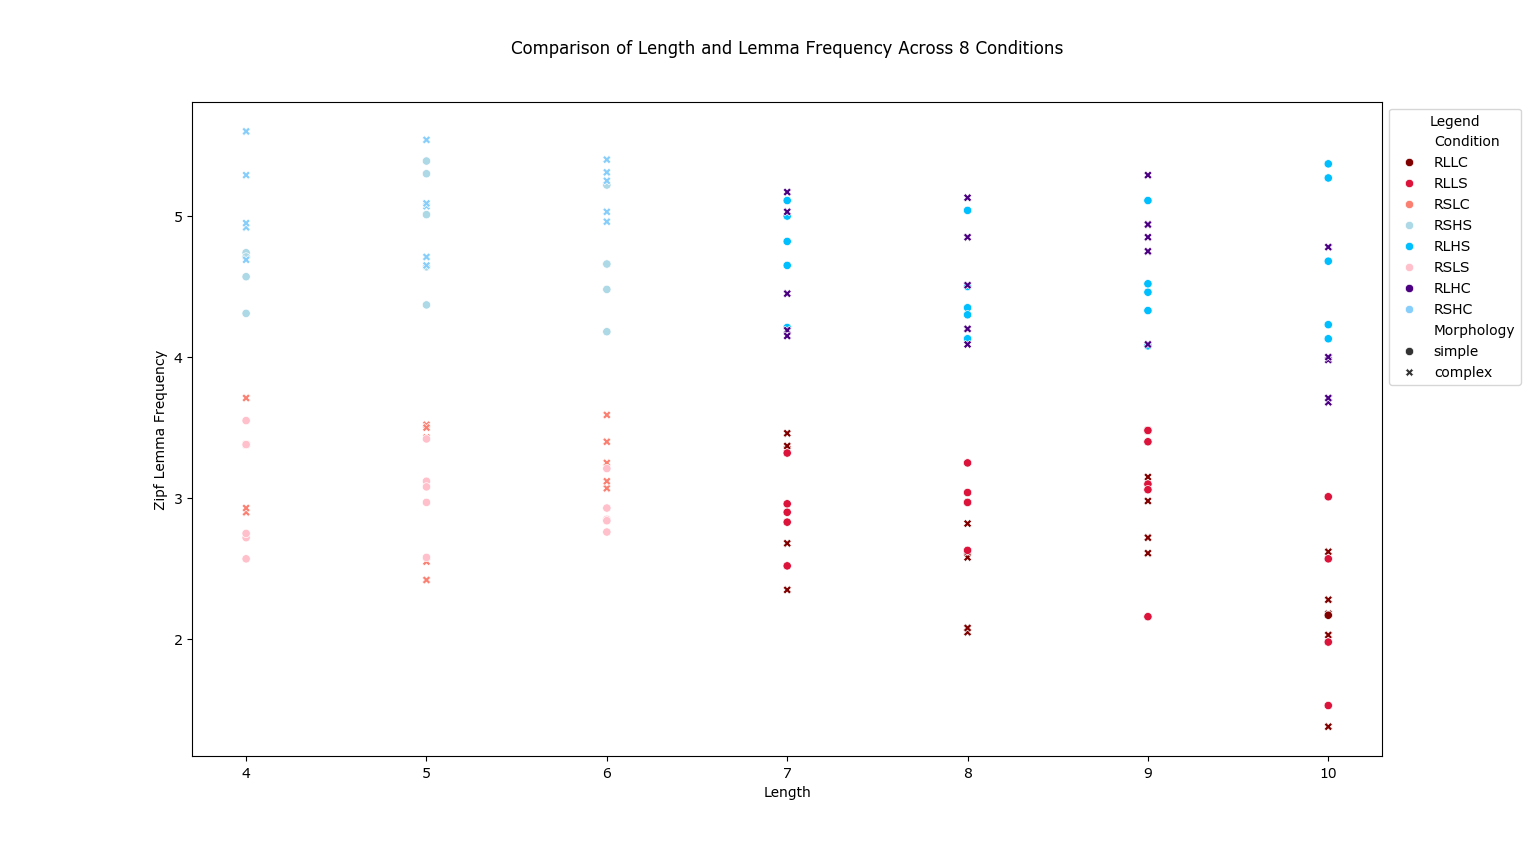 Comparison of Length and Lemma Frequency Across 8 Conditions
Zipf Lemma Frequency
5
4
3
2
4 5 6 7 8 9 10
Length
Legend
Condition
RLLC
RLLS
RSLC
RSHS
RLHS
RSLS
RLHC
RSHC
Morphology
simple
complex